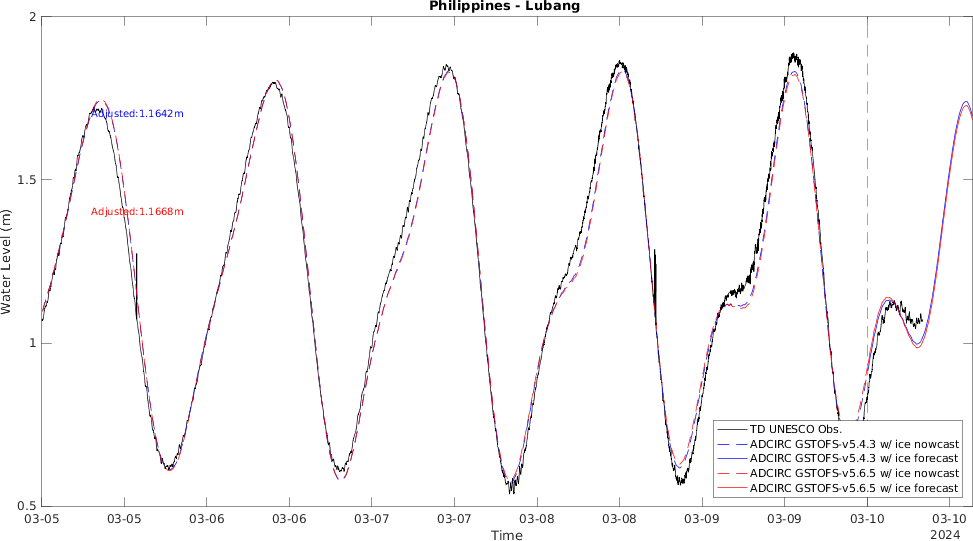 Philippines - Lubang
2
1.5
1
0.5
Water Level (m)
Adjusted:1.1642m
Adjusted:1.1668m
TD UNESCO Obs.
ADCIRC GSTOFS-v5.4.3 w/ ice nowcast
ADCIRC GSTOFS-v5.4.3 w/ ice forecast
ADCIRC GSTOFS-v5.6.5 w/ ice nowcast
ADCIRC GSTOFS-v5.6.5 w/ ice forecast
03-05 03-05 03-06 03-06 03-07 03-07 03-08 03-08 03-09 03-09 03-10 03-10
Time
2024